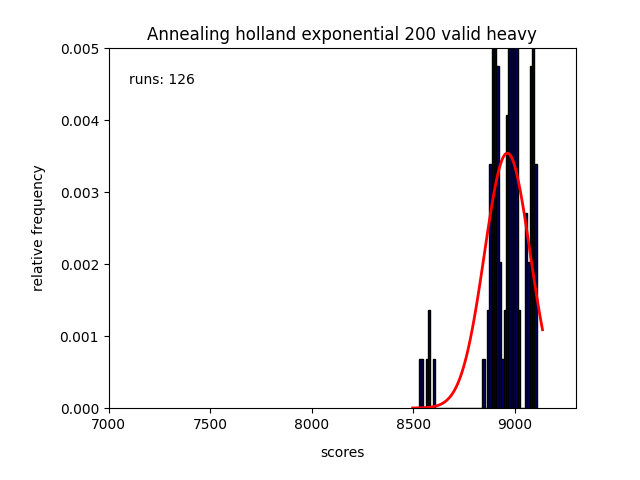 Annealing holland exponential 200 valid heavy
runs: 126
relative frequency
0.005
0.004
0.003
0.002
0.001
0.000
7000 7500 8000 8500 9000
scores